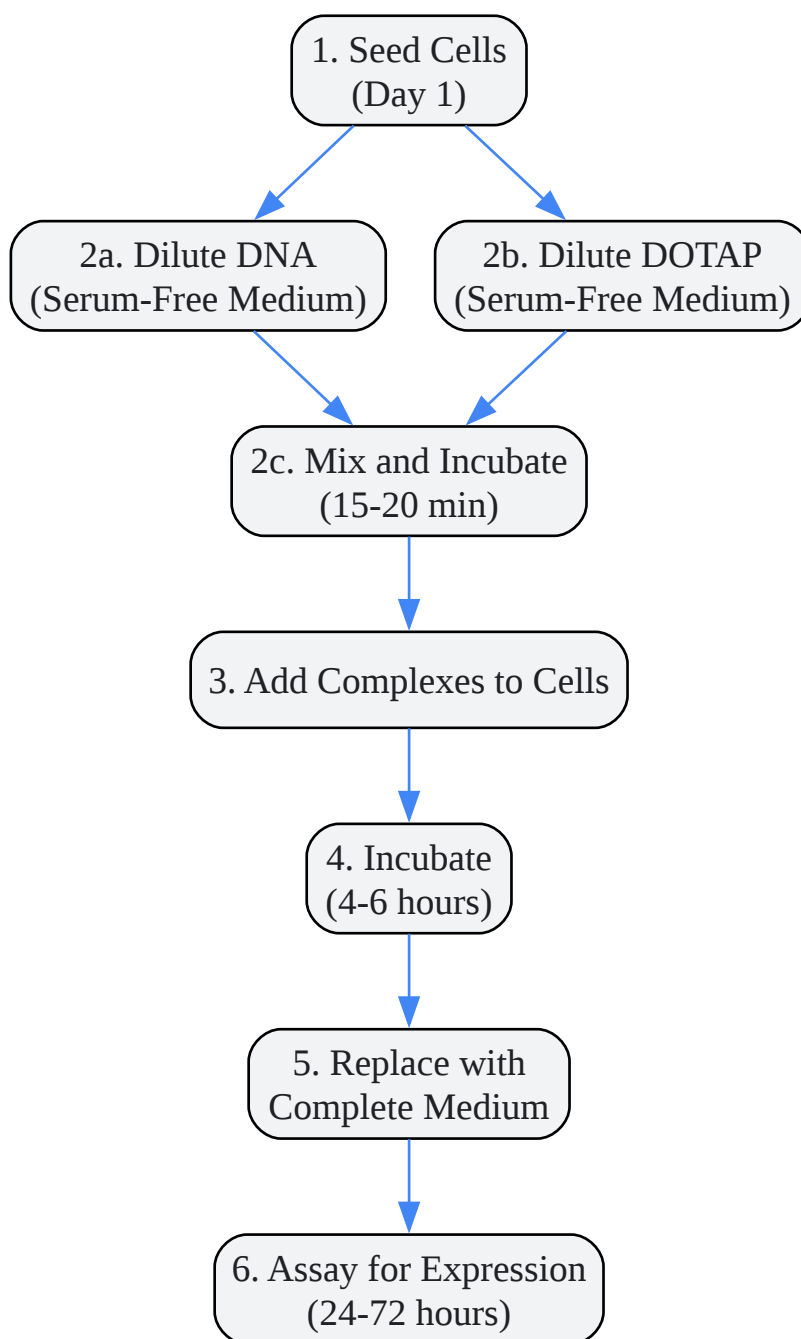 1. Seed Cells
(Day 1)
2a. Dilute DNA
(Serum-Free Medium)
2b. Dilute DOTAP
(Serum-Free Medium)
2c. Mix and Incubate
(15-20 min)
3. Add Complexes to Cells
4. Incubate
(4-6 hours)
5. Replace with
Complete Medium
6. Assay for Expression
(24-72 hours)